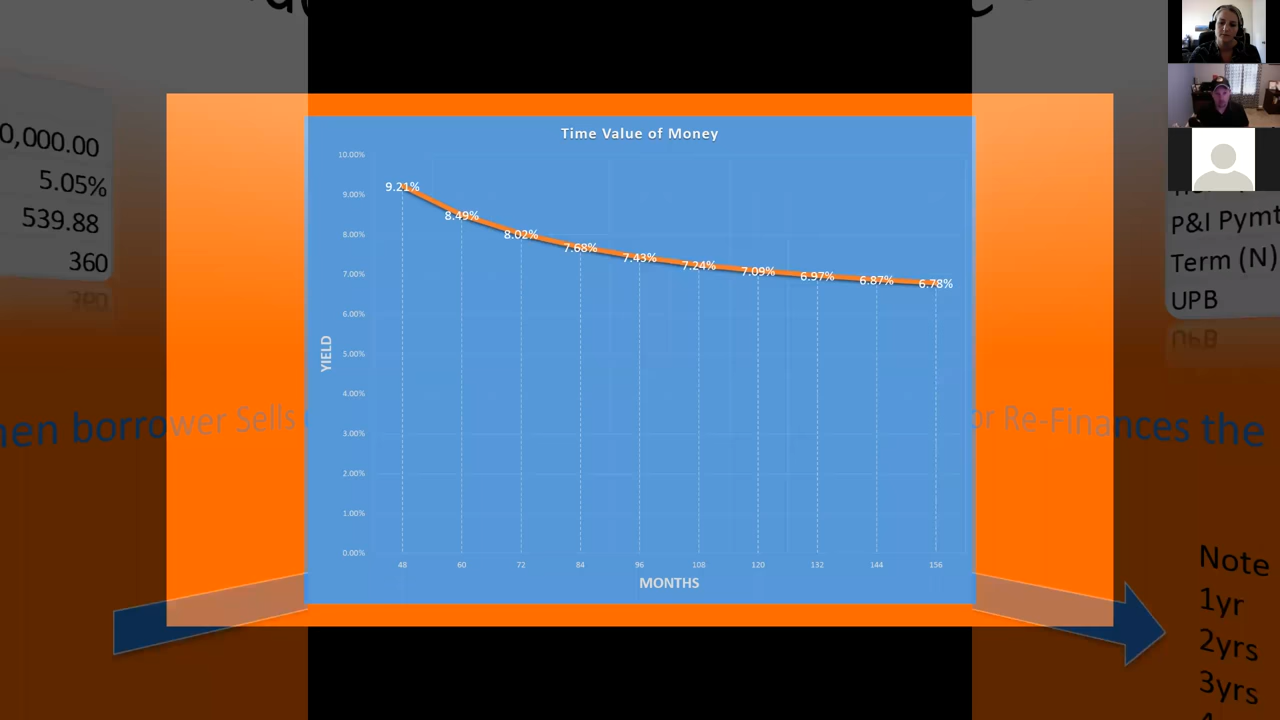 0,000.00
5.05%
539.88
360
Time Value of Money
10.00%
9.00%
8.00%
7.00%
6.00%
5.00%
4.00%
3.00%
2.00%
1.00%
0.00%
YIELD
9.21%
8.49%
8.02%
7.68%
7.43%
7.24%
7.09%
6.97%
6.87%
6.78%
48 60 72 84 96 108 120 132 144 156
MONTHS
P&I Pymt
Term (N)
UPB
borrower Sells
or Re-Finances the
Note
1yr
2yrs
3yrs